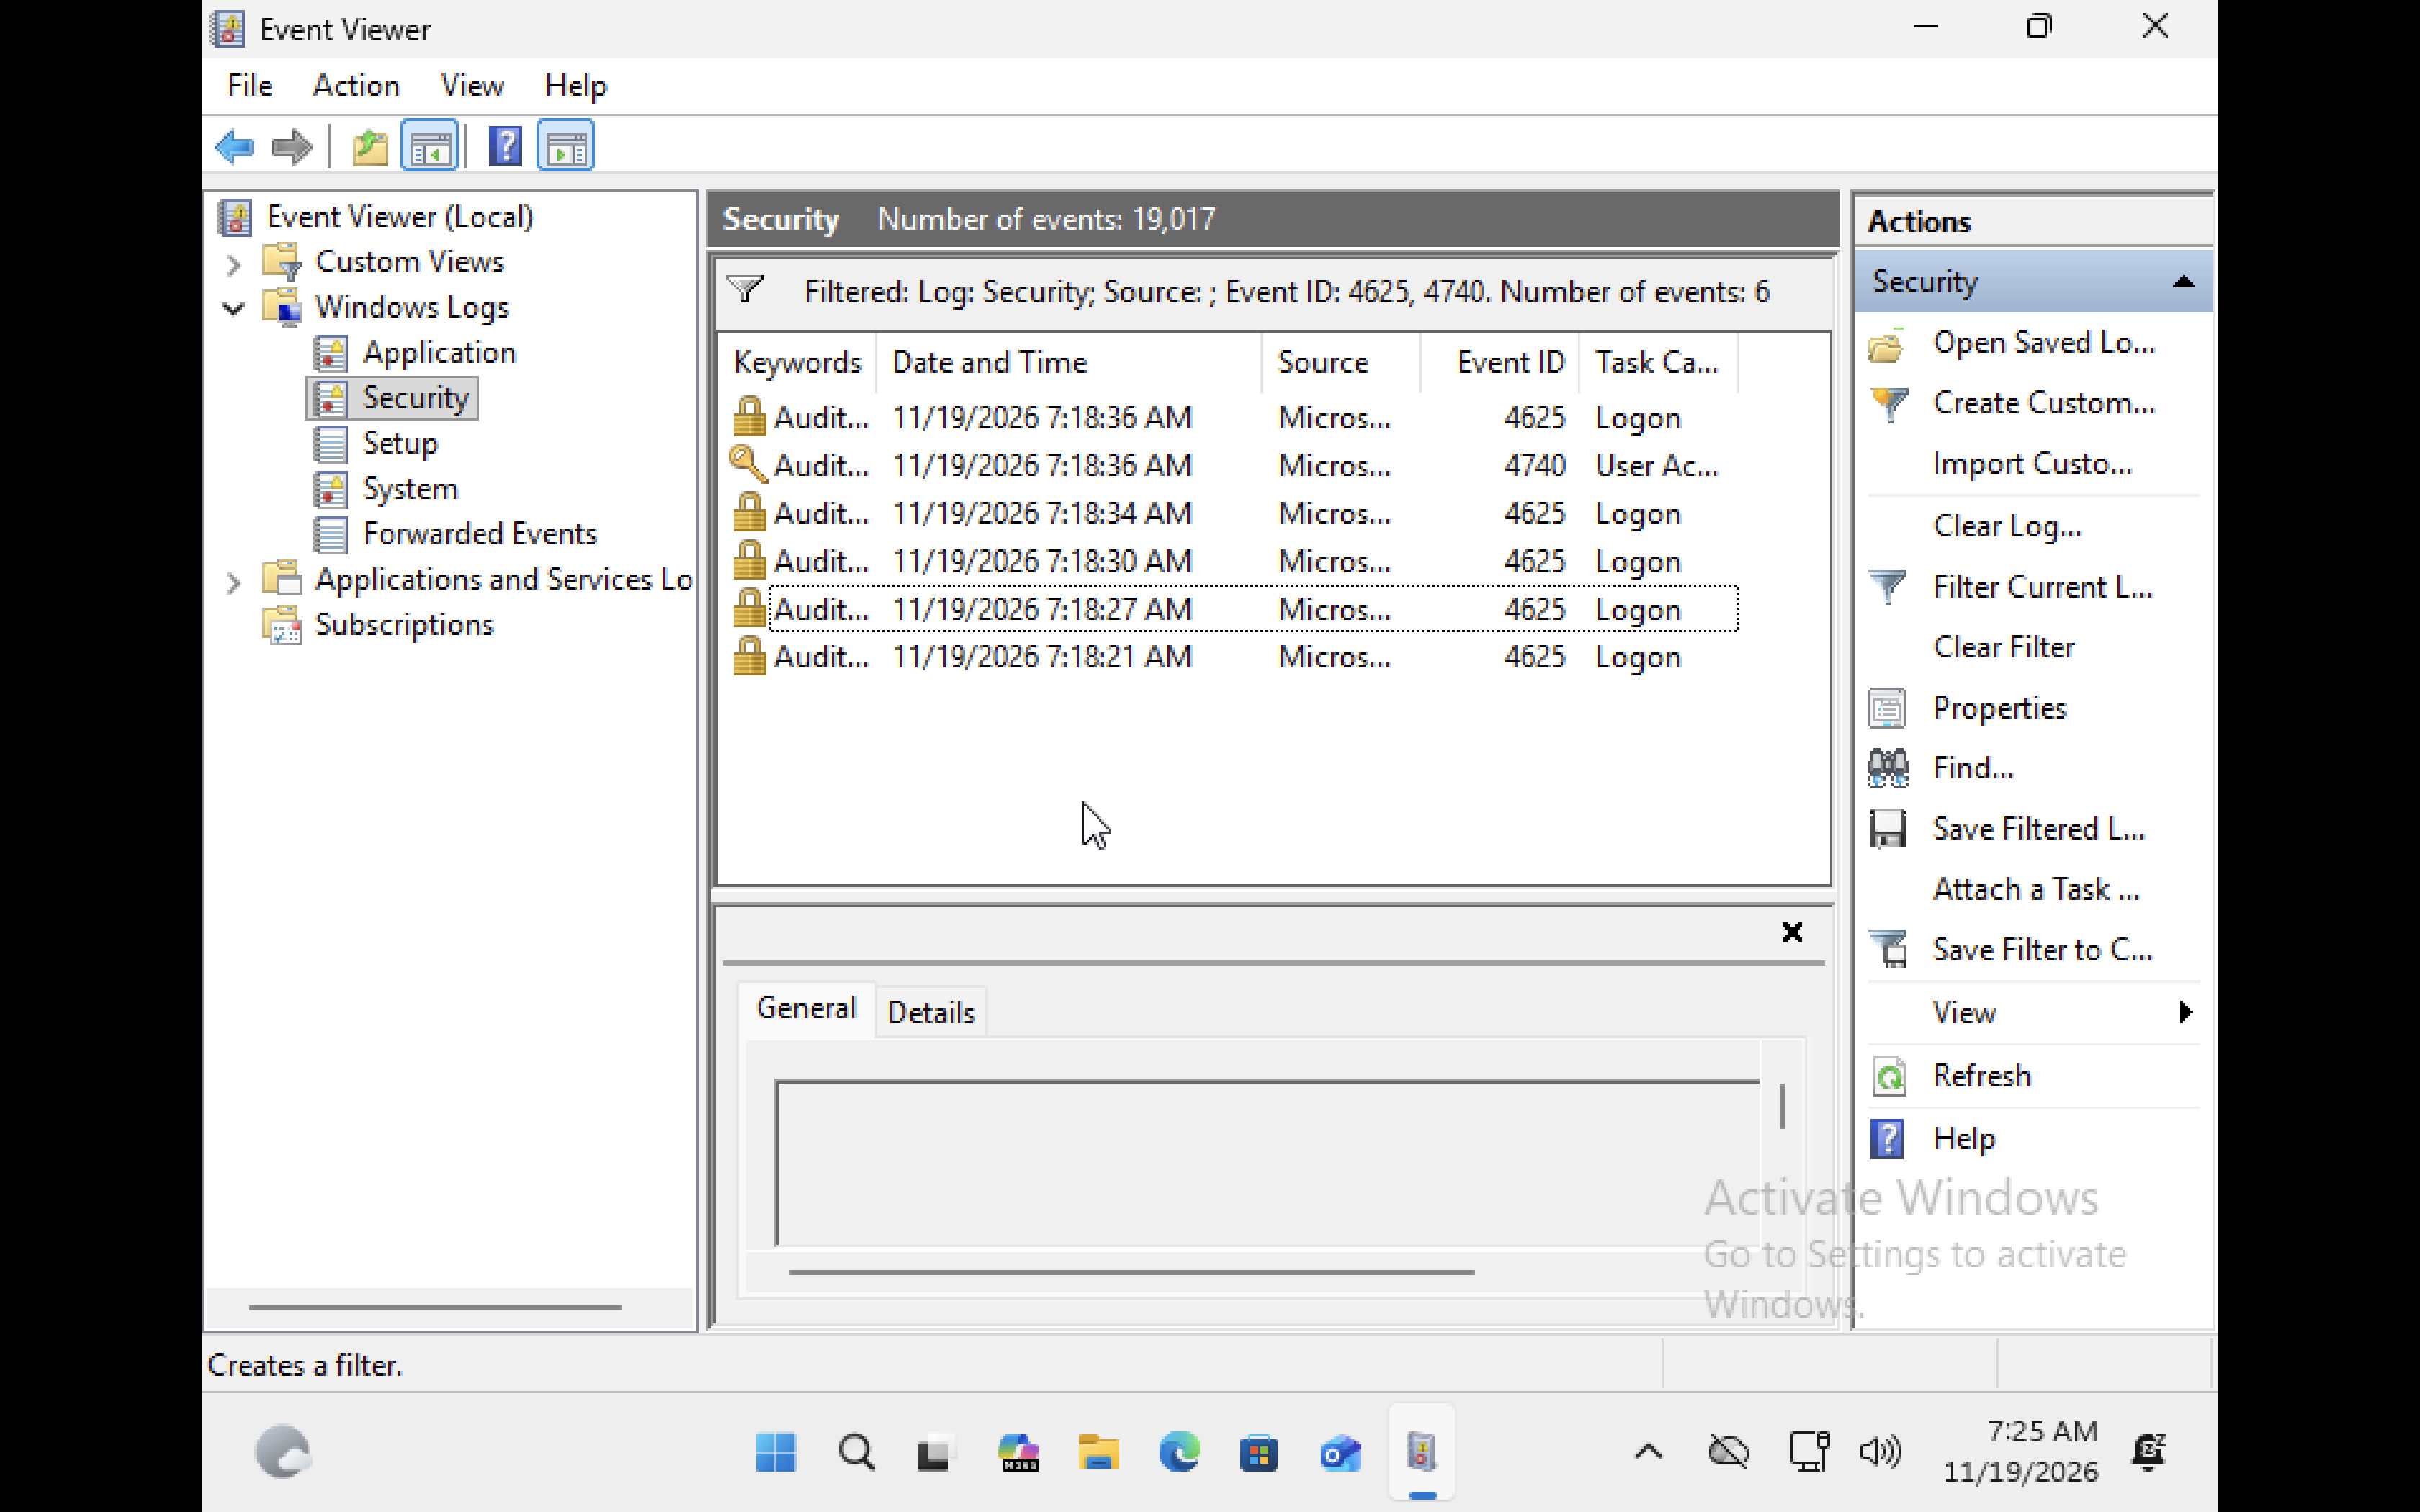 Event Viewer
File Action View Help
Event Viewer (Local)
Custom Views
Windows Logs
Application
Security
Setup
System
Forwarded Events
Applications and Services Lo
Subscriptions
Security Number of events: 19,017
Filtered: Log: Security; Source: ; Event ID: 4625, 4740. Number of events: 6
Keywords Date and Time Source Event ID Task Ca...
Audit... 11/19/2026 7:18:36 AM Micros... 4625 Logon
Audit... 11/19/2026 7:18:36 AM Micros... 4740 User Ac...
Audit... 11/19/2026 7:18:34 AM Micros... 4625 Logon
Audit... 11/19/2026 7:18:30 AM Micros... 4625 Logon
Audit... 11/19/2026 7:18:27 AM Micros... 4625 Logon
Audit... 11/19/2026 7:18:21 AM Micros... 4625 Logon
General Details
Actions
Security
Open Saved Lo...
Create Custom...
Import Custo...
Clear Log...
Filter Current L...
Clear Filter
Properties
Find...
Save Filtered L...
Attach a Task ...
Save Filter to C...
View
Refresh
Help
Activate Windows
Go to Settings to activate
Windows.
Creates a filter.
M365
7:25 AM
11/19/2026